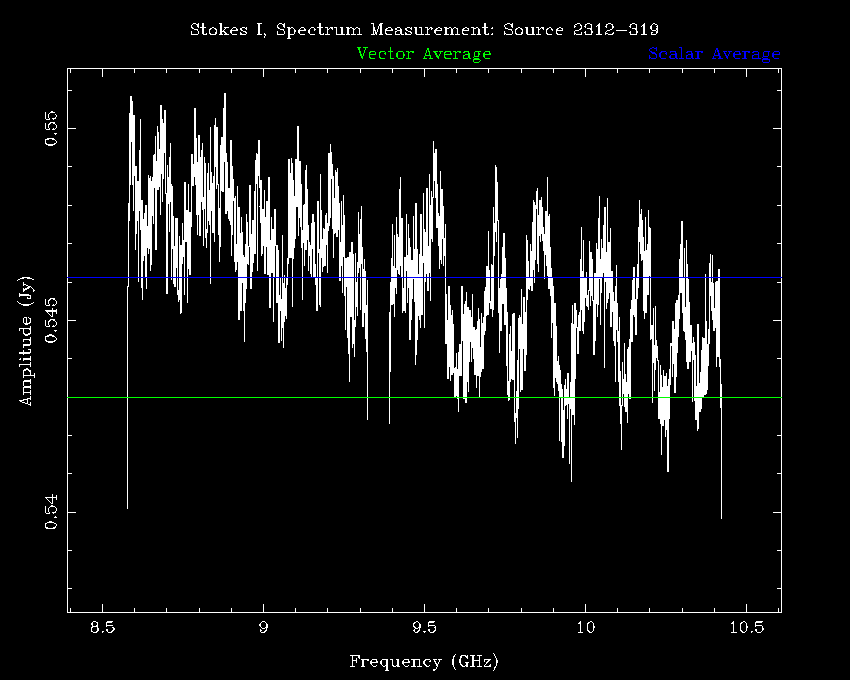 Stokes I, Spectrum Measurement: Source 2312-319
Vector Average Scalar Average
0.55
0.545
0.54
Amplitude (Jy)
8.5 9 9.5 10 10.5
Frequency (GHz)